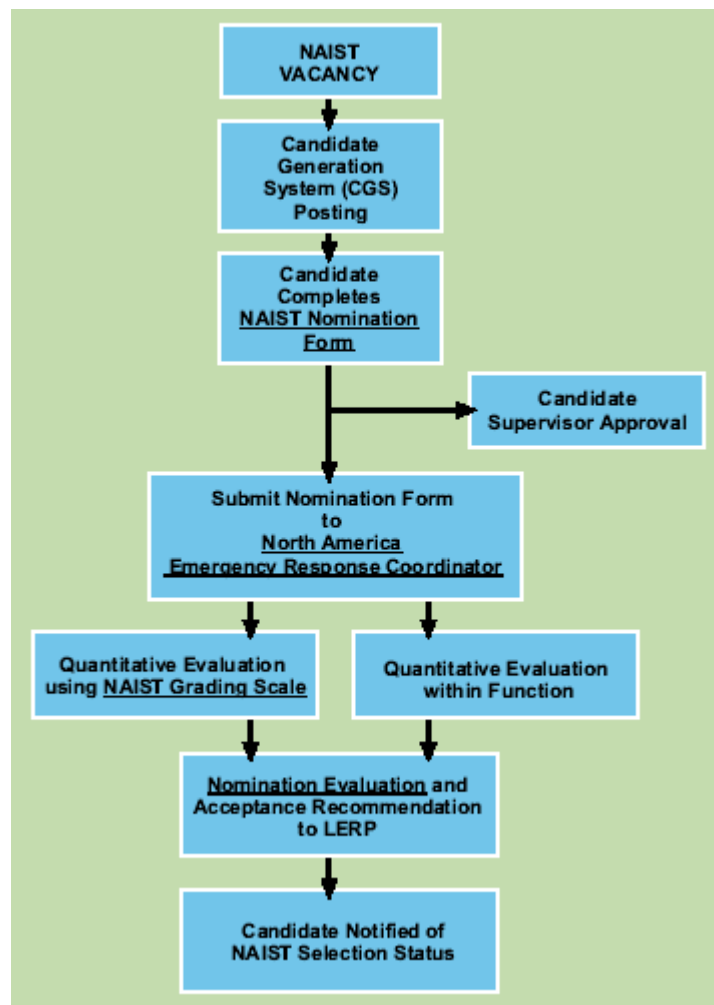 NAIST
VACANCY
Candidate
Generation
System (CGS)
Posting
Candidate
Completes
NAIST Nomination
Form
Candidate
Supervisor Approval
Submit Nomination Form
to
North America
Emergency Response Coordinator
Quantitative Evaluation
using NAIST Grading Scale
Quantitative Evaluation
within Function
Nomination Evaluation and
Acceptance Recommendation
to LERP
Candidate Notified of
NAIST Selection Status